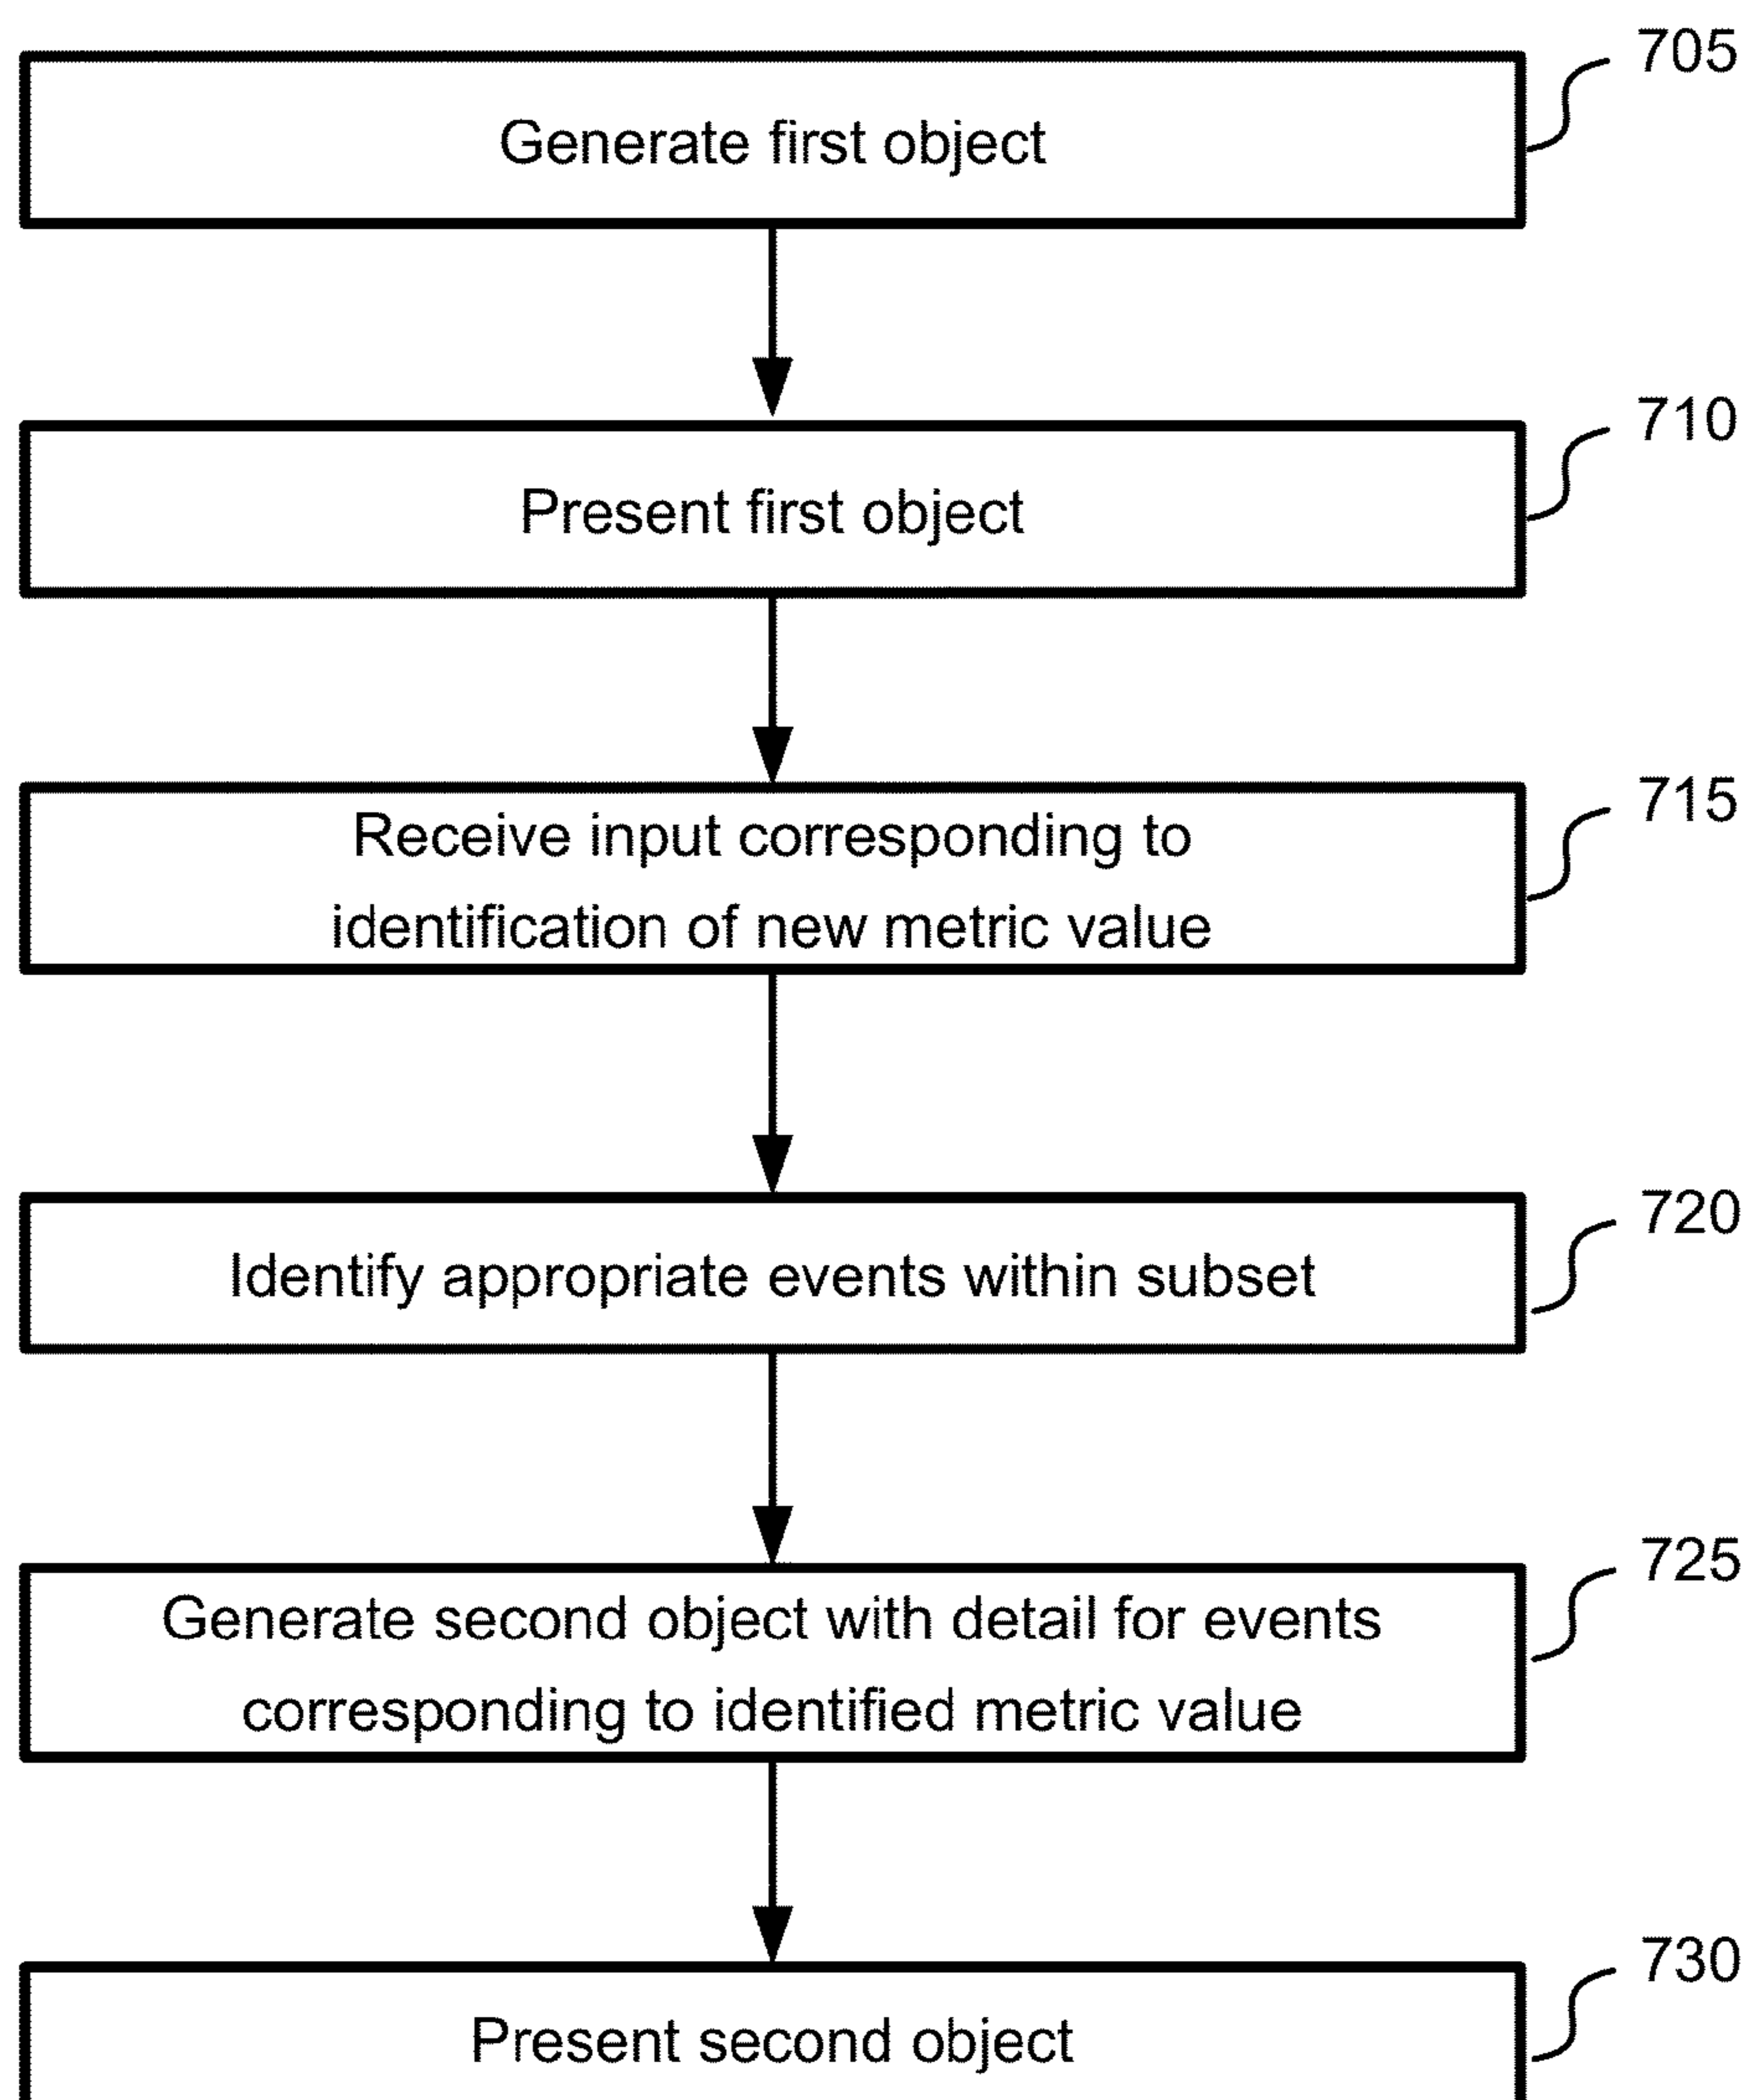 705
Generate first object
710
Present first object
715
Receive input corresponding to
identification of new metric value
720
Identify appropriate events within subset
725
Generate second object with detail for events
corresponding to identified metric value
730
Present second object